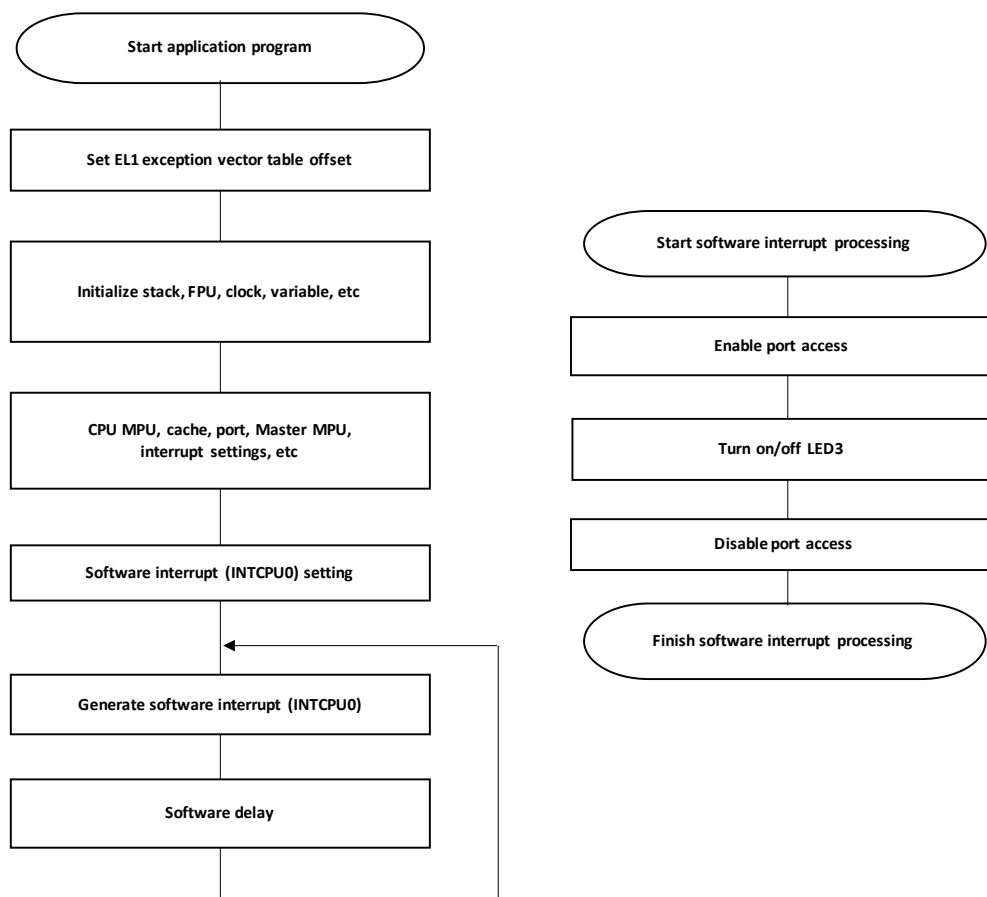 Start application program
Set EL1 exception vector table offset
Initialize stack, FPU, clock, variable, etc
CPU MPU, cache, port, Master MPU,
interrupt settings, etc
Software interrupt (INTCPU0) setting
Generate software interrupt (INTCPU0)
Software delay
Start software interrupt processing
Enable port access
Turn on/off LED3
Disable port access
Finish software interrupt processing